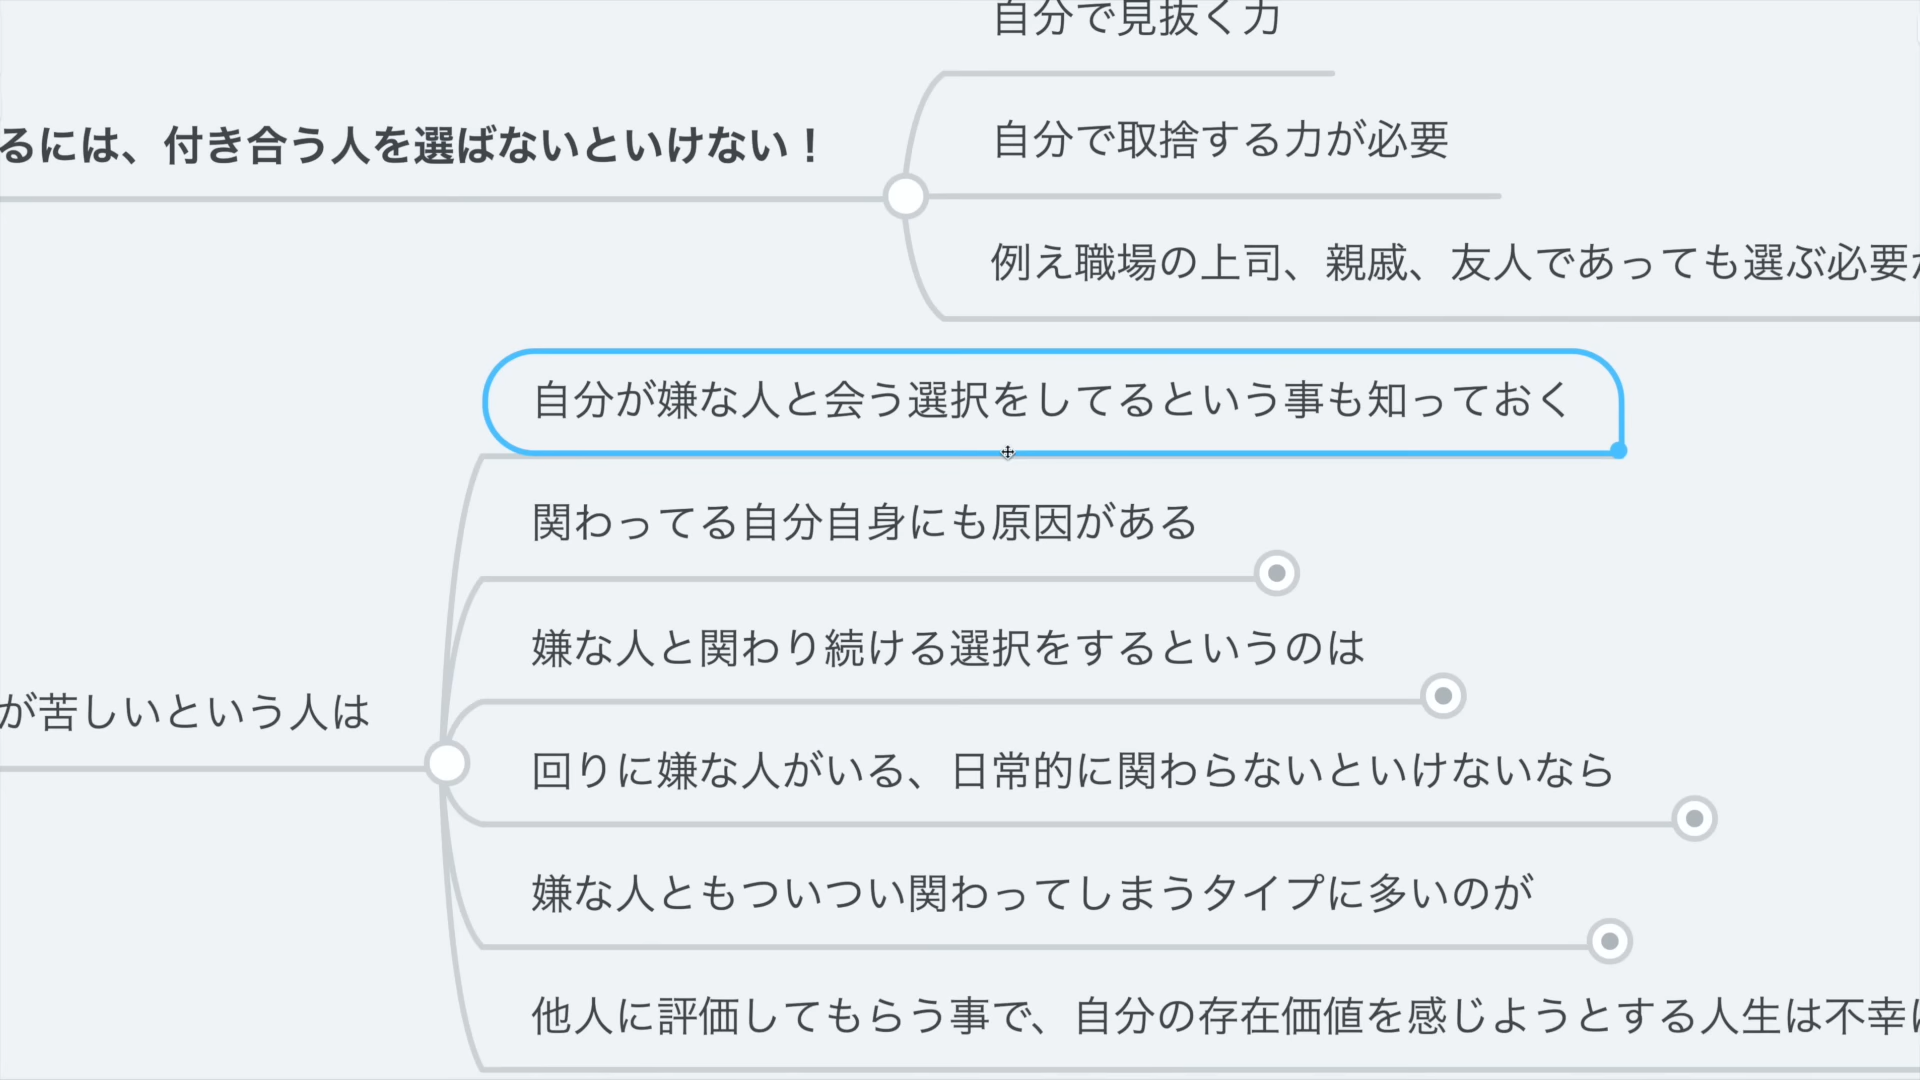 自分で見抜く力
るには、付き合う人を選ばないといけない！
自分で取捨する力が必要
例え職場の上司、親戚、友人であっても選ぶ必要が
自分が嫌な人と会う選択をしてるという事も知っておく
関わってる自分自身にも原因がある
嫌な人と関わり続ける選択をするというのは
が苦しいという人は
回りに嫌な人がいる、日常的に関わらないといけないなら
嫌な人ともついつい関わってしまうタイプに多いのが
他人に評価してもらう事で、自分の存在価値を感じようとする人生は不幸に